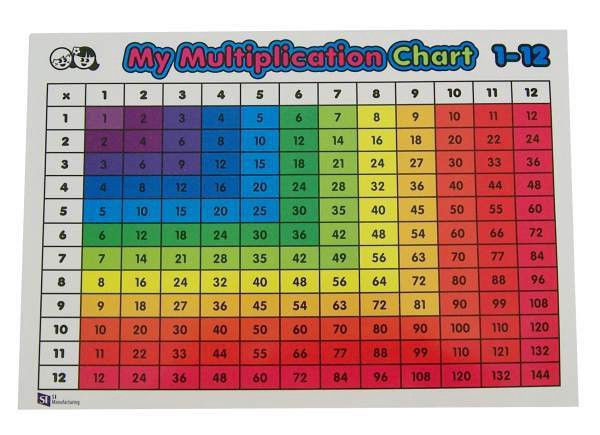 My Multiplication Chart 1-12
x 1 2 3 4 5 6 7 8 9 10 11 12
1 1 2 3 4 5 6 7 8 9 10 11 12
2 2 4 6 8 10 12 14 16 18 20 22 24
3 3 6 9 12 15 18 21 24 27 30 33 36
4 4 8 12 16 20 24 28 32 36 40 44 48
5 5 10 15 20 25 30 35 40 45 50 55 60
6 6 12 18 24 30 36 42 48 54 60 66 72
7 7 14 21 28 35 42 49 56 63 70 77 84
8 8 16 24 32 40 48 56 64 72 80 88 96
9 9 18 27 36 45 54 63 72 81 90 99 108
10 10 20 30 40 50 60 70 80 90 100 110 120
11 11 22 33 44 55 66 77 88 99 110 121 132
12 12 24 36 48 60 72 84 96 108 120 132 144
SI SI
Manufacturing